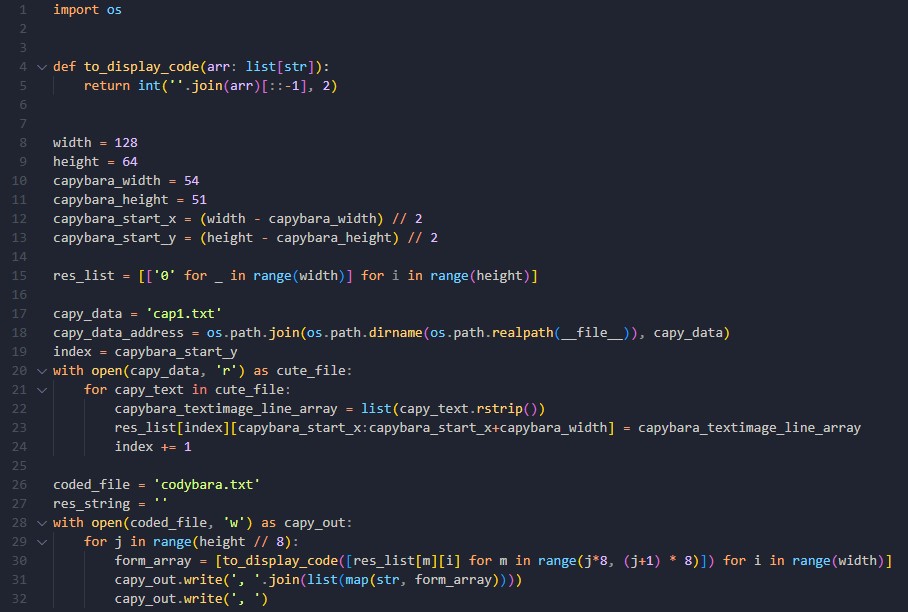 1 import os
2
3
4 def to_display_code(arr: list[str]):
5     return int(''.join(arr)[::-1], 2)
6
7
8 width = 128
9 height = 64
10 capybara_width = 54
11 capybara_height = 51
12 capybara_start_x = (width - capybara_width) // 2
13 capybara_start_y = (height - capybara_height) // 2
14
15 res_list = [['0' for _ in range(width)] for i in range(height)]
16
17 capy_data = 'cap1.txt'
18 capy_data_address = os.path.join(os.path.dirname(os.path.realpath(__file__)), capy_data)
19 index = capybara_start_y
20 with open(capy_data, 'r') as cute_file:
21     for capy_text in cute_file:
22         capybara_textimage_line_array = list(capy_text.rstrip())
23         res_list[index][capybara_start_x:capybara_start_x+capybara_width] = capybara_textimage_line_array
24         index += 1
25
26 coded_file = 'codybara.txt'
27 res_string = ''
28 with open(coded_file, 'w') as capy_out:
29     for j in range(height // 8):
30         form_array = [to_display_code([res_list[m][i] for m in range(j*8, (j+1) * 8)]) for i in range(width)]
31         capy_out.write(', '.join(list(map(str, form_array))))
32         capy_out.write(', ')